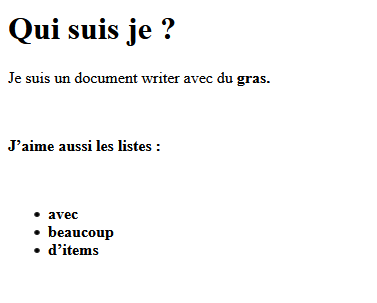 Qui suis je ?
Je suis un document writer avec du gras.
J’aime aussi les listes :
• avec
• beaucoup
• d’items